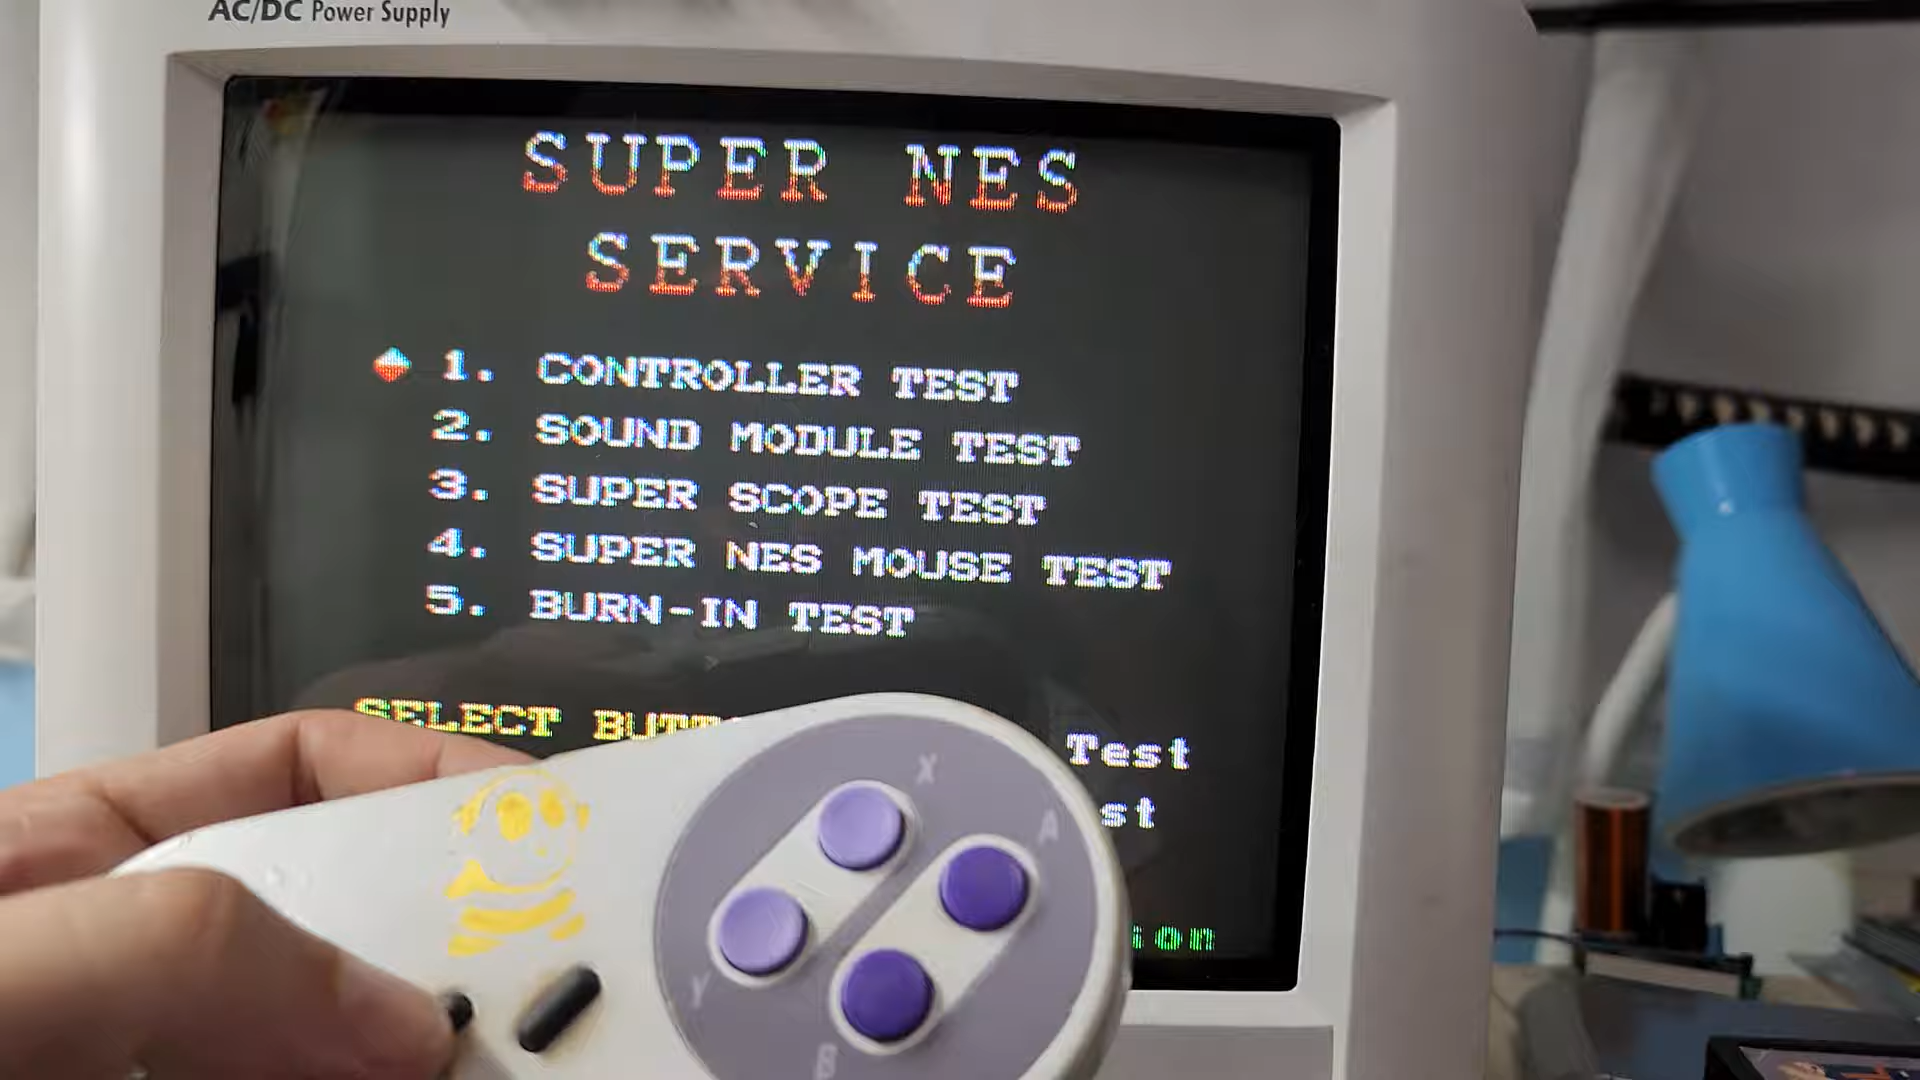 AC/DC Power Supply
SUPER NES
SERVICE
1. CONTROLLER TEST
2. SOUND MODULE TEST
3. SUPER SCOPE TEST
4. SUPER NES MOUSE TEST
5. BURN-IN TEST
SELECT
Test
X
A
Y
B